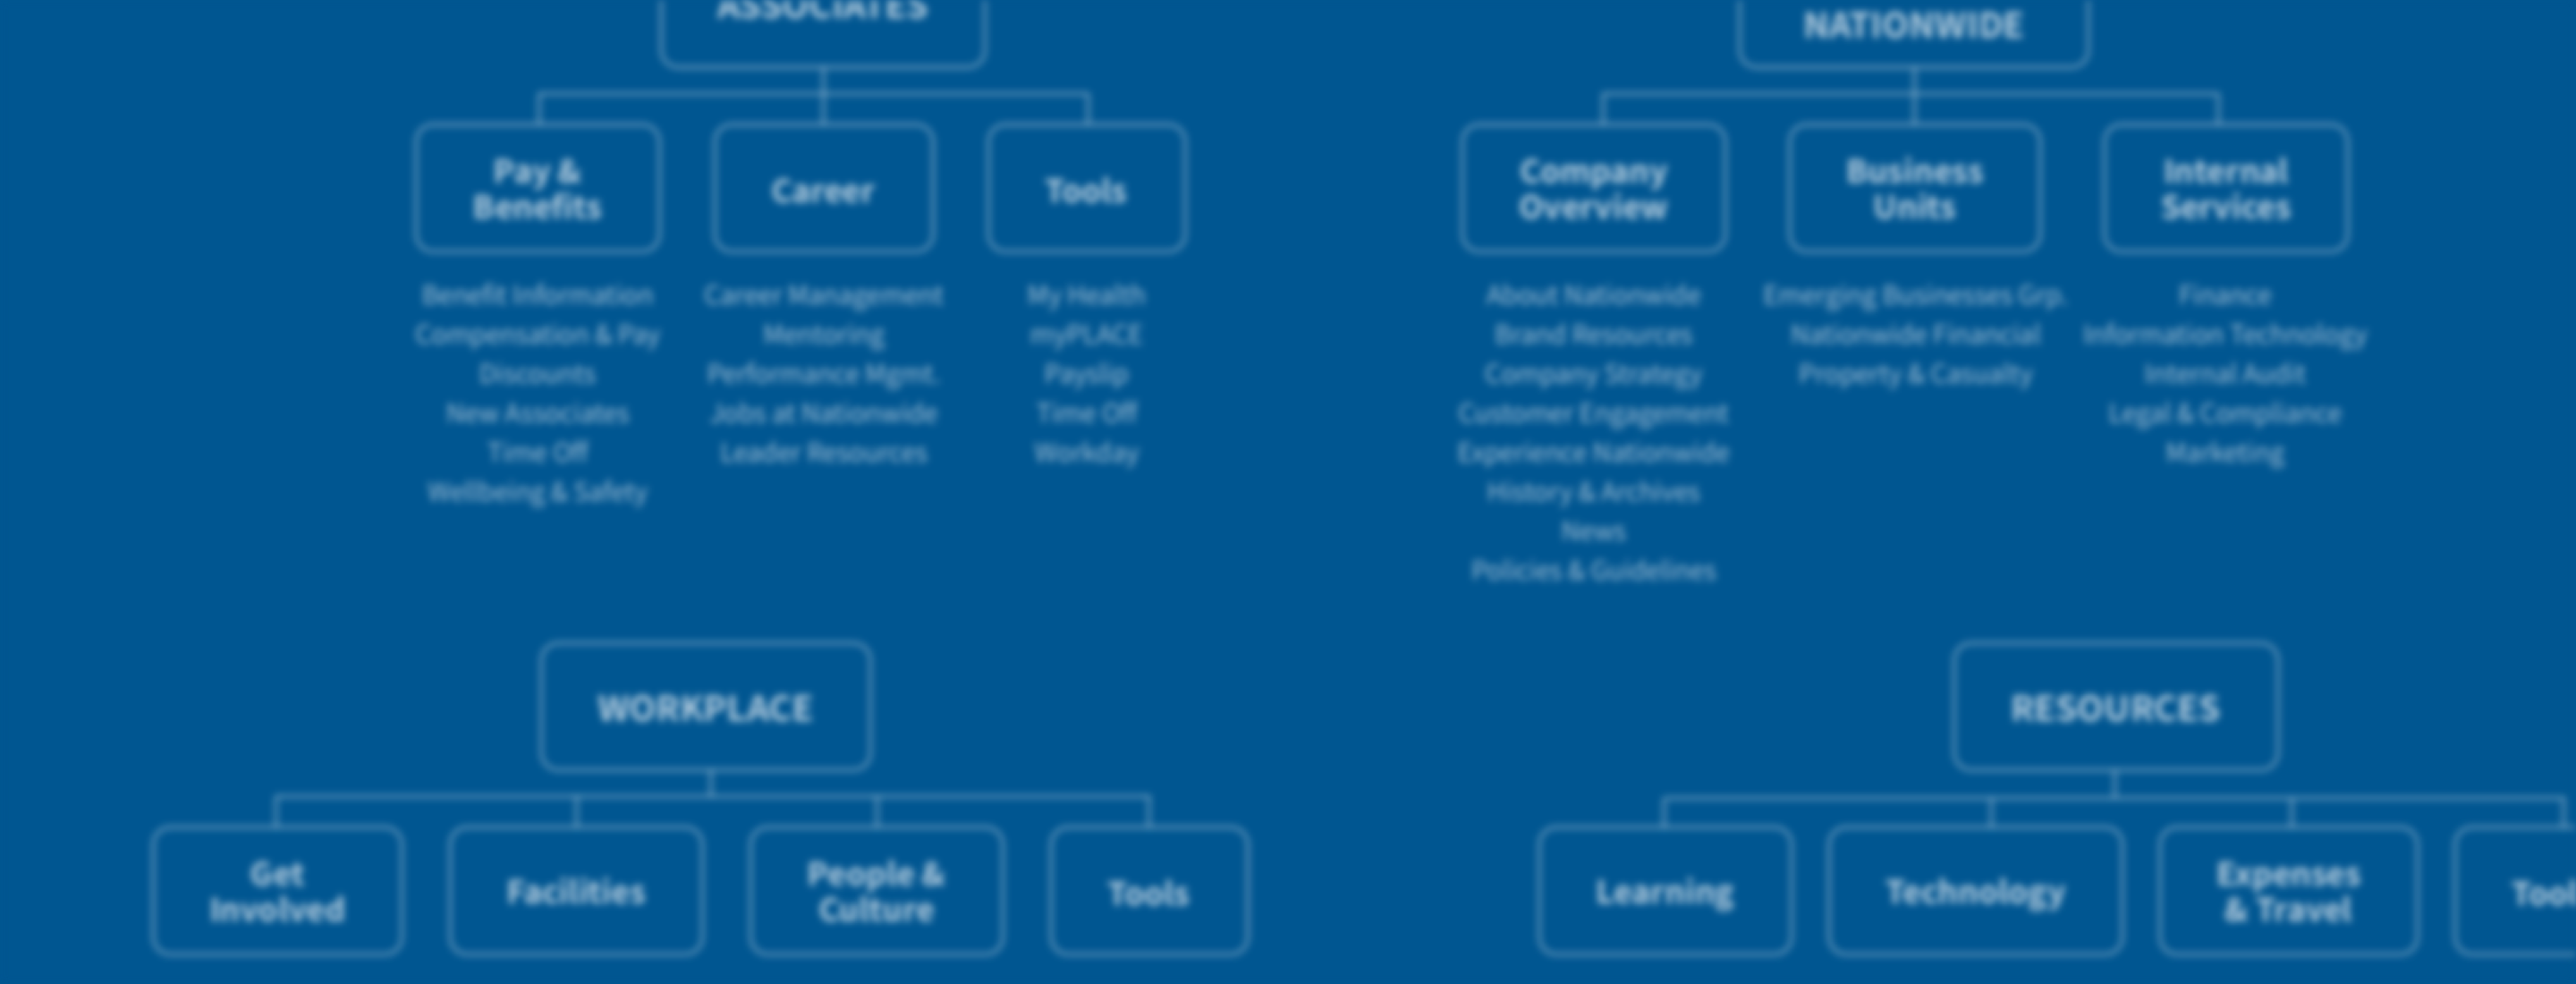 ASSOCIATES
Pay &
Benefits
Career
Tools
Benefit Information
Compensation & Pay
Discounts
New Associates
Time Off
Wellbeing & Safety
Career Management
Mentoring
Performance Mgmt.
Jobs at Nationwide
Leader Resources
My Health
myPLACE
Payslip
Time Off
Workday
NATIONWIDE
Company
Overview
Business
Units
Internal
Services
About Nationwide
Brand Resources
Company Strategy
Customer Engagement
Experience Nationwide
History & Archives
News
Policies & Guidelines
Emerging Businesses Grp.
Nationwide Financial
Property & Casualty
Finance
Information Technology
Internal Audit
Legal & Compliance
Marketing
WORKPLACE
Get
Involved
Facilities
People &
Culture
Tools
RESOURCES
Learning
Technology
Expenses
& Travel
Tool